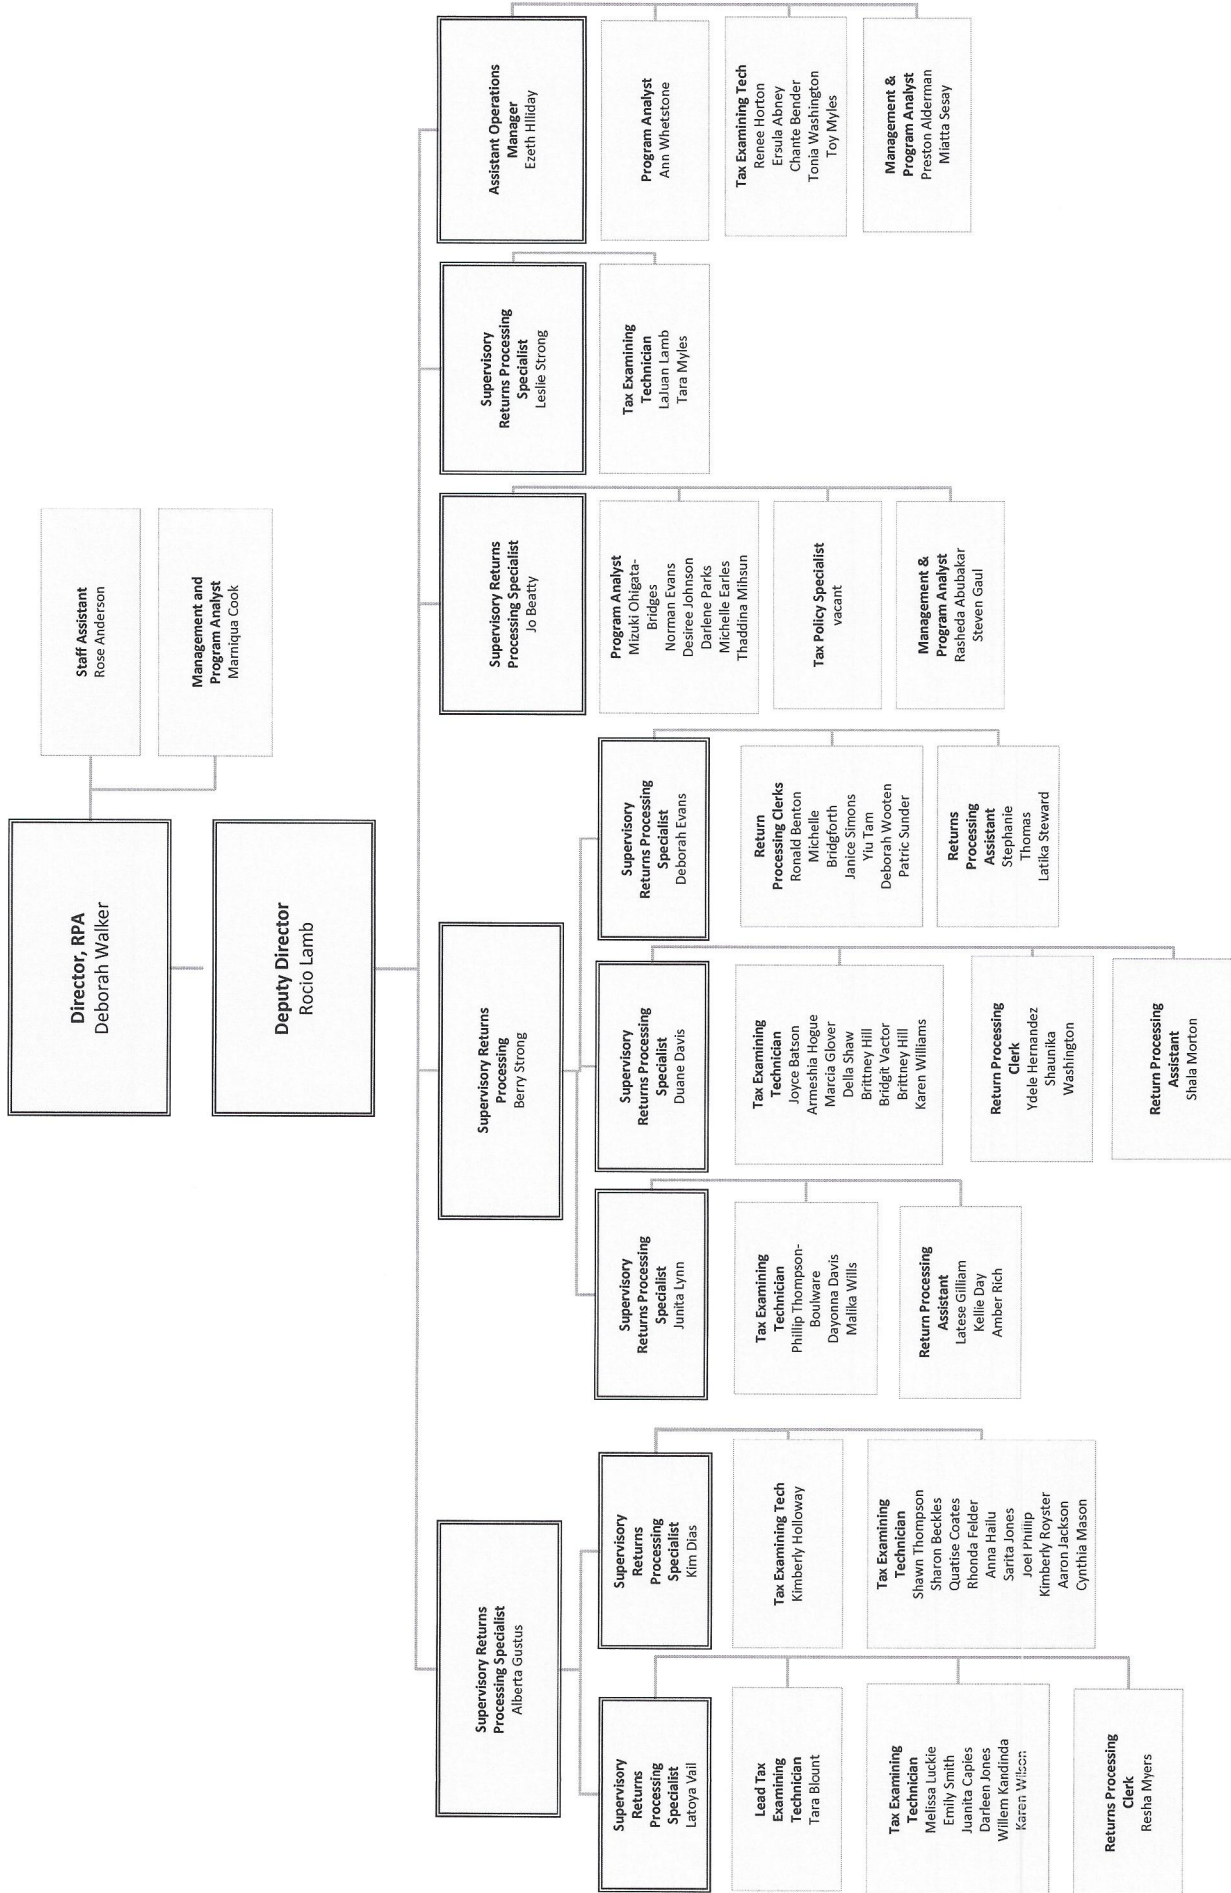 Director, RPA
Deborah Walker
Staff Assistant
Rose Anderson
Management and
Program Analyst
Marniqua Cook
Deputy Director
Rocio Lamb
Supervisory Returns
Processing Specialist
Alberta Gustus
Supervisory
Returns
Processing
Specialist
Latoya Vail
Lead Tax
Examining
Technician
Tara Blount
Tax Examining
Technician
Melissa Luckie
Emily Smith
Juanita Capies
Darleen Jones
Willem Kandinda
Karen Wilson
Returns Processing
Clerk
Resha Myers
Supervisory
Returns
Processing
Specialist
Kim Dias
Tax Examining Tech
Kimberly Holloway
Tax Examining
Technician
Shawn Thompson
Sharon Beckles
Quatise Coates
Rhonda Felder
Anna Hailu
Sarita Jones
Joel Phillip
Kimberly Royster
Aaron Jackson
Cynthia Mason
Supervisory Returns
Processing
Berry Strong
Supervisory
Returns Processing
Specialist
Junita Lynn
Tax Examining
Technician
Phillip Thompson-
Boulware
Dayonna Davis
Malika Wills
Return Processing
Assistant
Latese Gilliam
Kellie Day
Amber Rich
Supervisory
Returns Processing
Specialist
Duane Davis
Tax Examining
Technician
Joyce Batson
Armeshia Hogue
Marcia Glover
Della Shaw
Brittney Hill
Bridgit Vactor
Brittney Hill
Karen Williams
Return Processing
Clerk
Ydele Hernandez
Shaunika
Washington
Return Processing
Assistant
Shala Morton
Supervisory
Returns Processing
Specialist
Deborah Evans
Return
Processing Clerks
Ronald Benton
Michelle
Bridgforth
Janice Simons
Yiu Tam
Deborah Wooten
Patric Sunder
Returns
Processing
Assistant
Stephanie
Thomas
Latika Steward
Supervisory Returns
Processing Specialist
Jo Beatty
Program Analyst
Mizuki Ohigata-
Bridges
Norman Evans
Desiree Johnson
Darlene Parks
Michelle Earles
Thaddina Mihsun
Tax Policy Specialist
vacant
Management &
Program Analyst
Rasheda Abubakar
Steven Gaul
Supervisory
Returns Processing
Specialist
Leslie Strong
Tax Examining
Technician
LaJuan Lamb
Tara Myles
Assistant Operations
Manager
Ezeth HIliday
Program Analyst
Ann Whetstone
Tax Examining Tech
Renee Horton
Ersula Abney
Chante Bender
Tonia Washington
Toy Myles
Management &
Program Analyst
Preston Alderman
Miatta Sesay